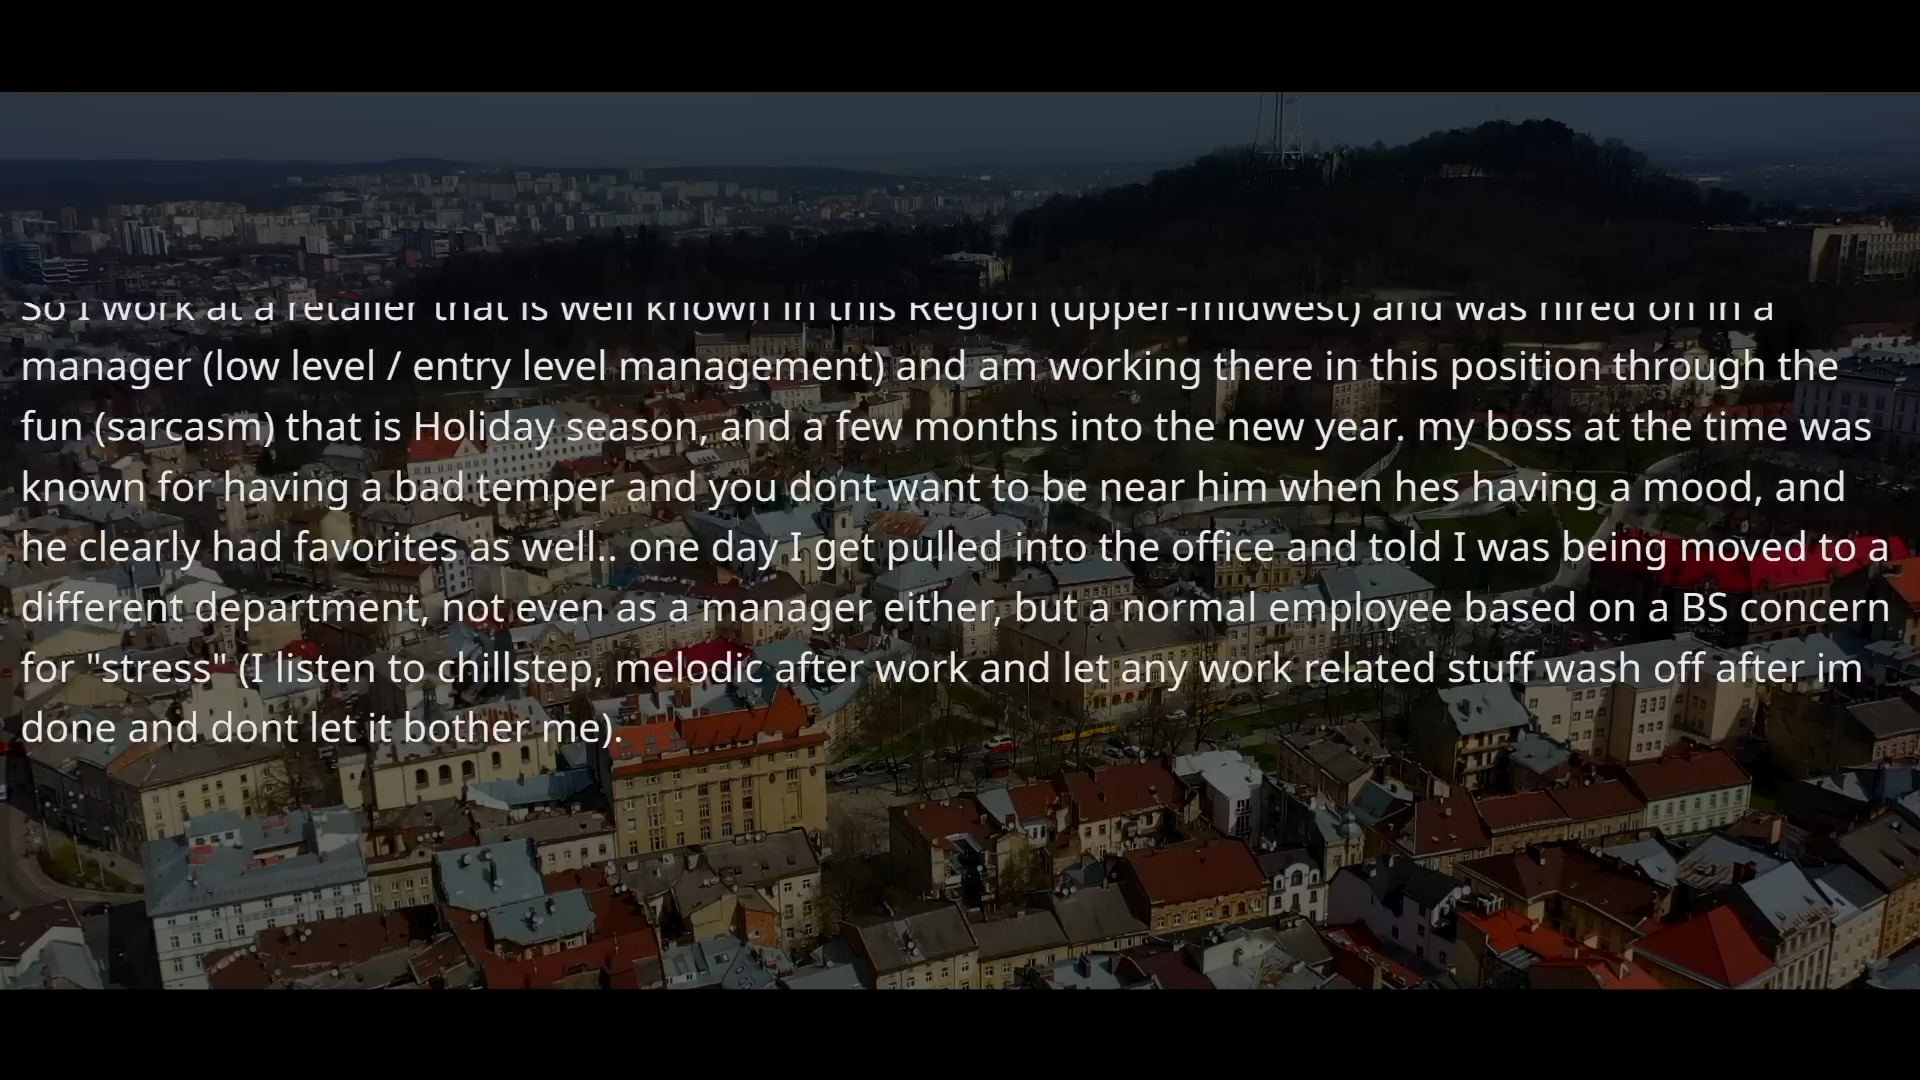 So I work at a retailer that is well known in this Region (upper-midwest) and was hired on in a
manager (low level / entry level management) and am working there in this position through the
fun (sarcasm) that is Holiday season, and a few months into the new year. my boss at the time was
known for having a bad temper and you dont want to be near him when hes having a mood, and
he clearly had favorites as well.. one day I get pulled into the office and told I was being moved to a
different department, not even as a manager either, but a normal employee based on a BS concern
for "stress" (I listen to chillstep, melodic after work and let any work related stuff wash off after im
done and dont let it bother me).